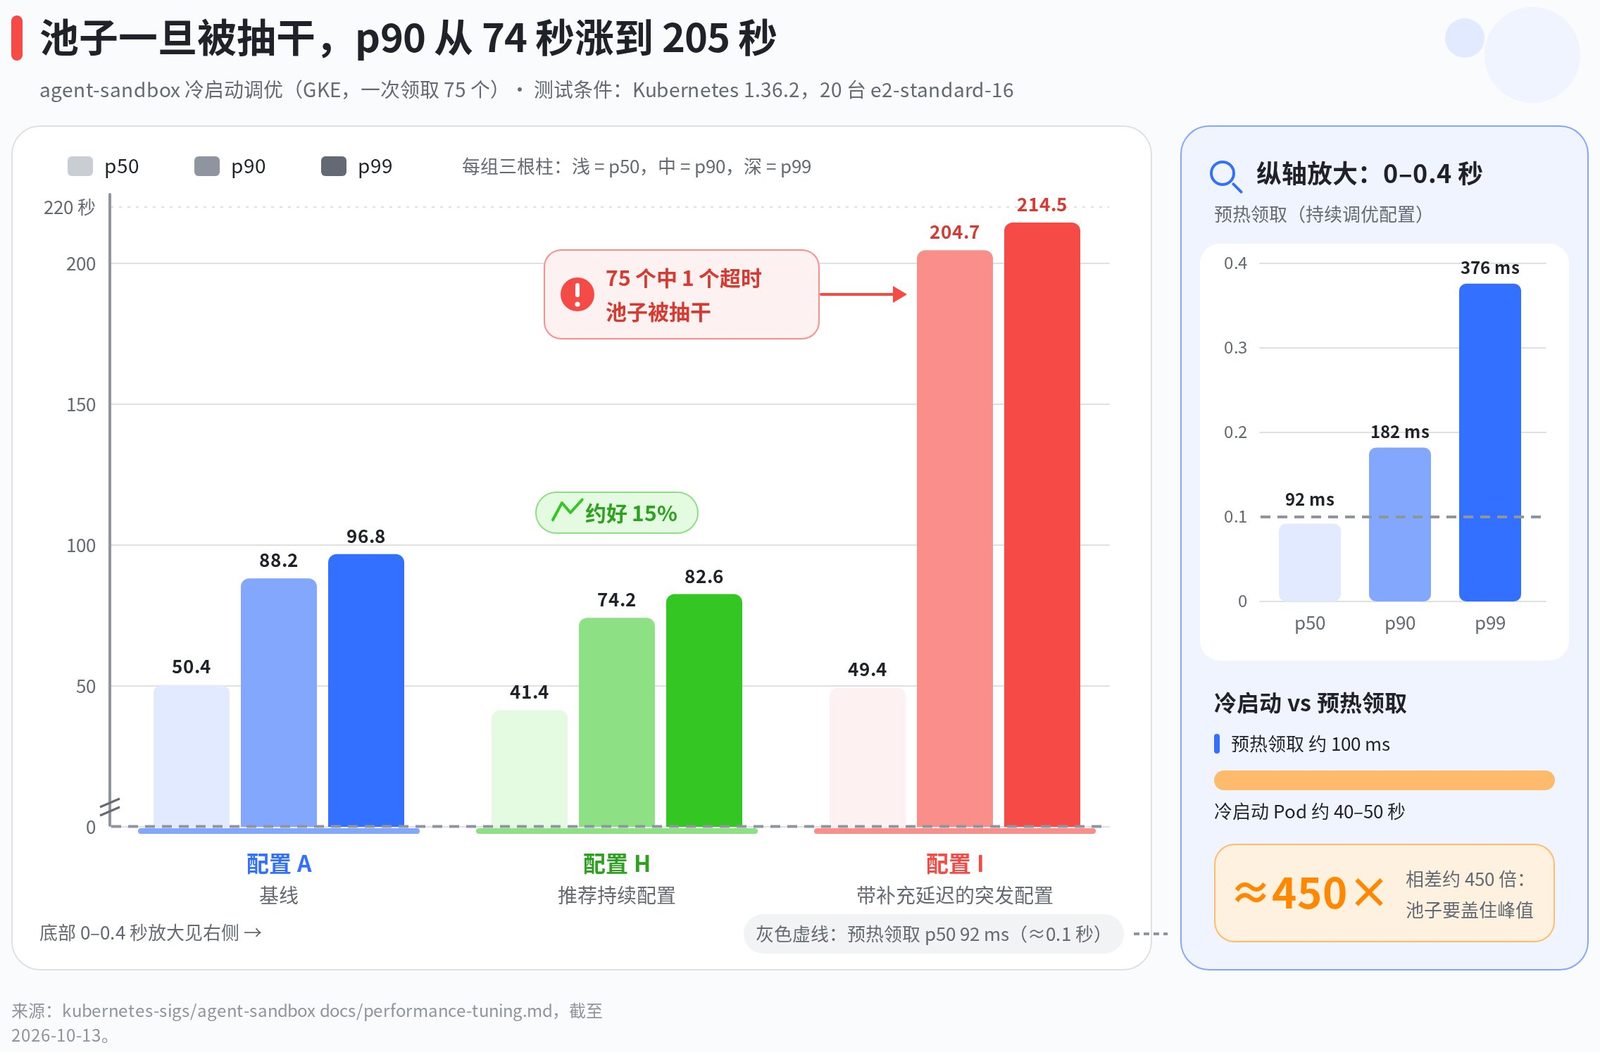 池子一旦被抽干，p90 从 74 秒涨到 205 秒
agent-sandbox 冷启动调优（GKE，一次领取 75 个）· 测试条件：Kubernetes 1.36.2，20 台 e2-standard-16
p50
p90
p99
每组三根柱：浅 = p50，中 = p90，深 = p99
220 秒
200
150
100
50
0
75 个中 1 个超时
池子被抽干
约好 15%
50.4
88.2
96.8
41.4
74.2
82.6
49.4
204.7
214.5
配置 A
基线
配置 H
推荐持续配置
配置 I
带补充延迟的突发配置
底部 0–0.4 秒放大见右侧 →
灰色虚线：预热领取 p50 92 ms（≈0.1 秒）
纵轴放大：0–0.4 秒
预热领取（持续调优配置）
0.4
0.3
0.2
0.1
0
92 ms
182 ms
376 ms
p50
p90
p99
冷启动 vs 预热领取
预热领取 约 100 ms
冷启动 Pod 约 40–50 秒
≈450×
相差约 450 倍：
池子要盖住峰值
来源：kubernetes-sigs/agent-sandbox docs/performance-tuning.md，截至
2026-10-13。